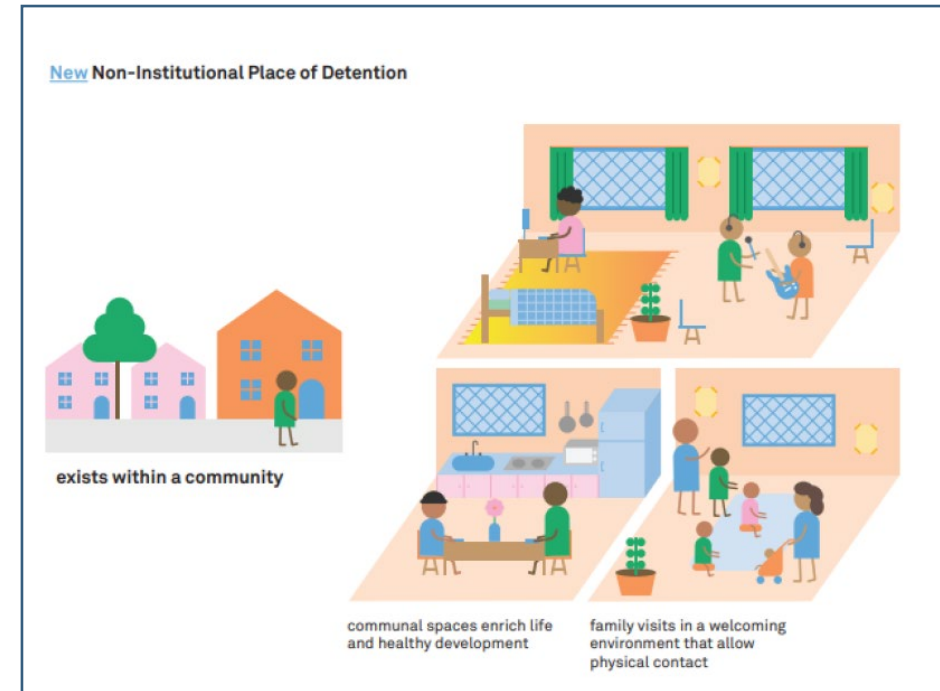 New Non-Institutional Place of Detention
exists within a community
communal spaces enrich life
and healthy development
family visits in a welcoming
environment that allow
physical contact